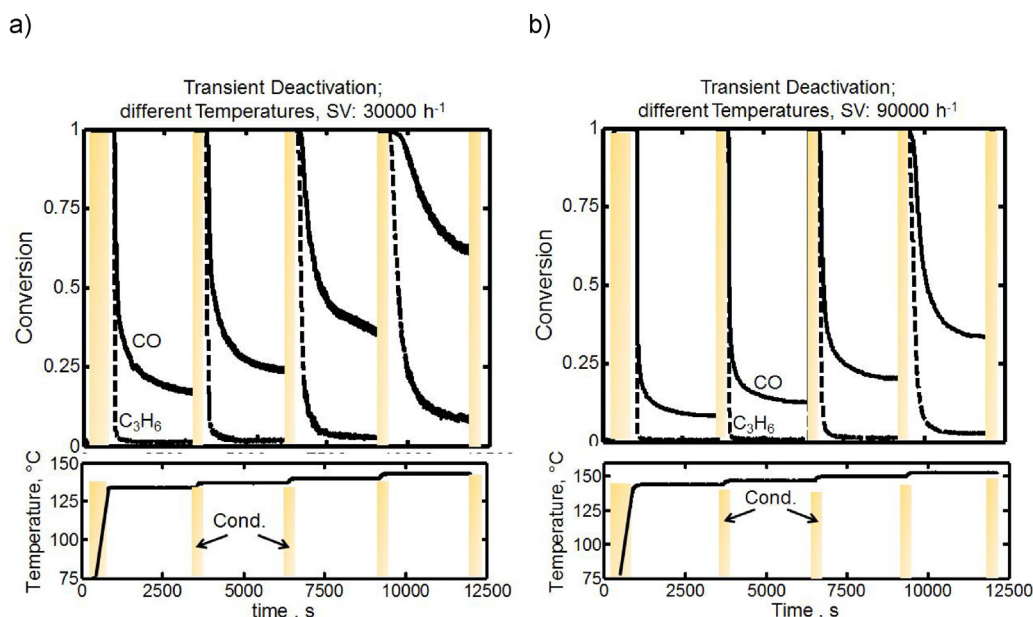 a)
Transient Deactivation;
different Temperatures, SV: 30000 h-1
1
0.75
0.5
0.25
0
Conversion
CO
C3H6
150
125
100
75
Temperature, °C
Cond.
0 2500 5000 7500 10000 12500
time , s
b)
Transient Deactivation;
different Temperatures, SV: 90000 h-1
1
0.75
0.5
0.25
0
Conversion
CO
C3H6
150
125
100
75
Temperature, °C
Cond.
0 2500 5000 7500 10000 12500
Time , s